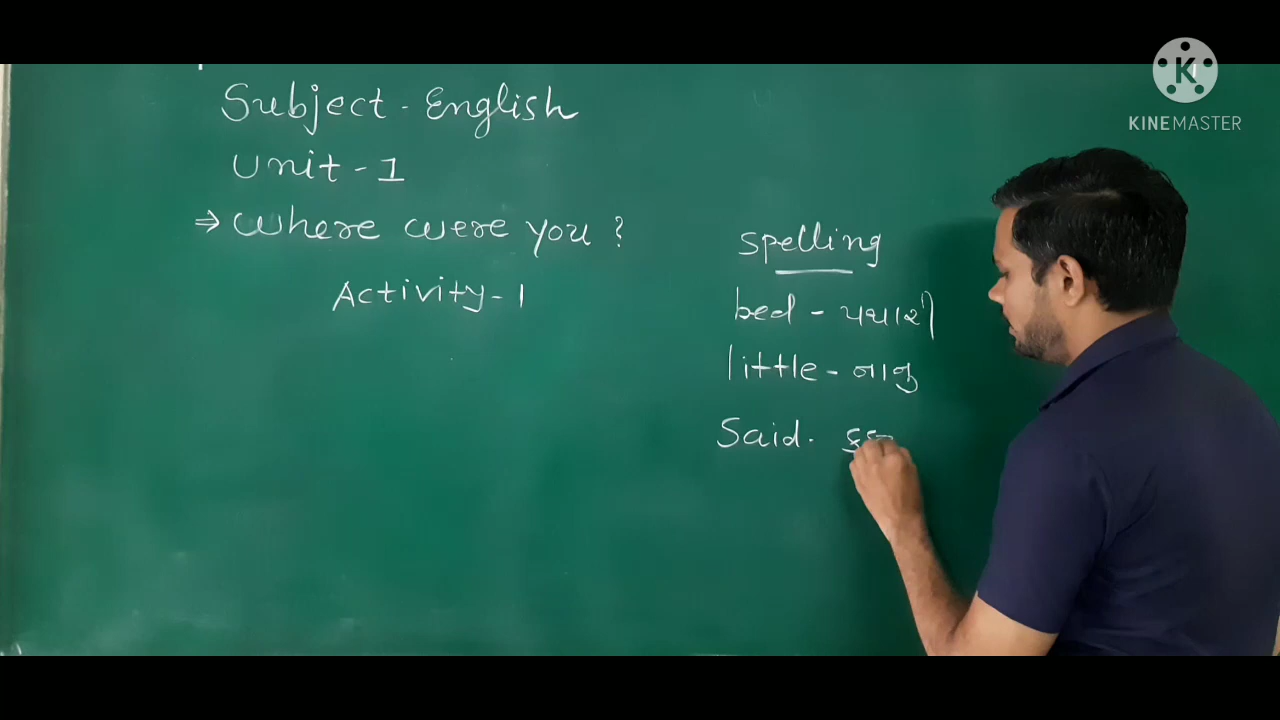 Subject - English
Unit - 1
⇒ Where were you ?
Activity - 1
Spelling
bed - પથારી
little - નાનુ
Said.
KINEMASTER